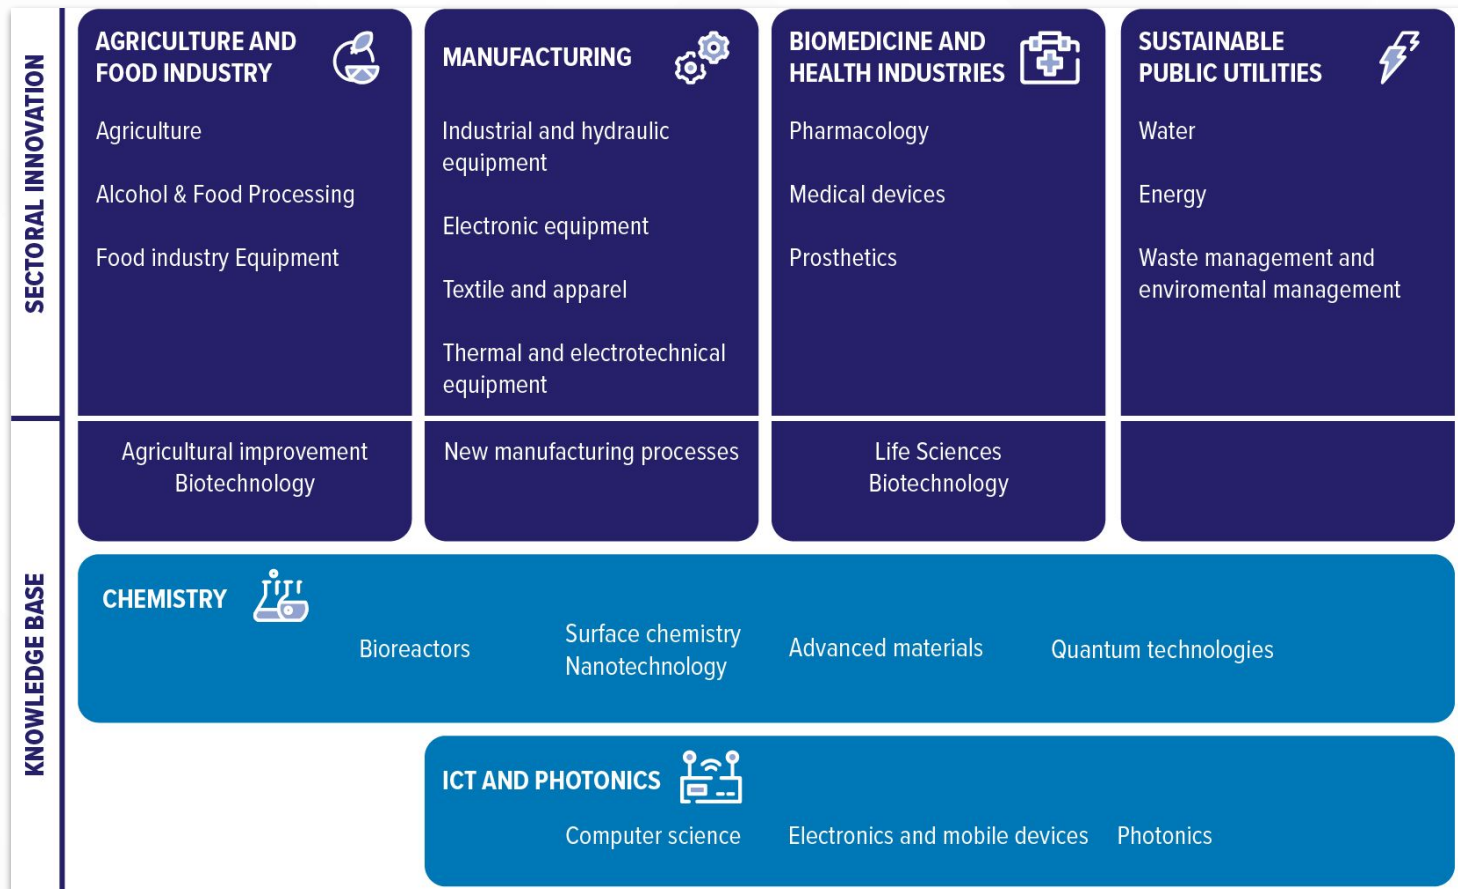 SECTORAL INNOVATION
AGRICULTURE AND
FOOD INDUSTRY
Agriculture
Alcohol & Food Processing
Food industry Equipment
MANUFACTURING
Industrial and hydraulic
equipment
Electronic equipment
Textile and apparel
Thermal and electrotechnical
equipment
BIOMEDICINE AND
HEALTH INDUSTRIES
Pharmacology
Medical devices
Prosthetics
SUSTAINABLE
PUBLIC UTILITIES
Water
Energy
Waste management and
enviromental management
KNOWLEDGE BASE
Agricultural improvement
Biotechnology
New manufacturing processes
Life Sciences
Biotechnology
CHEMISTRY
Bioreactors
Surface chemistry
Nanotechnology
Advanced materials
Quantum technologies
ICT AND PHOTONICS
Computer science
Electronics and mobile devices
Photonics